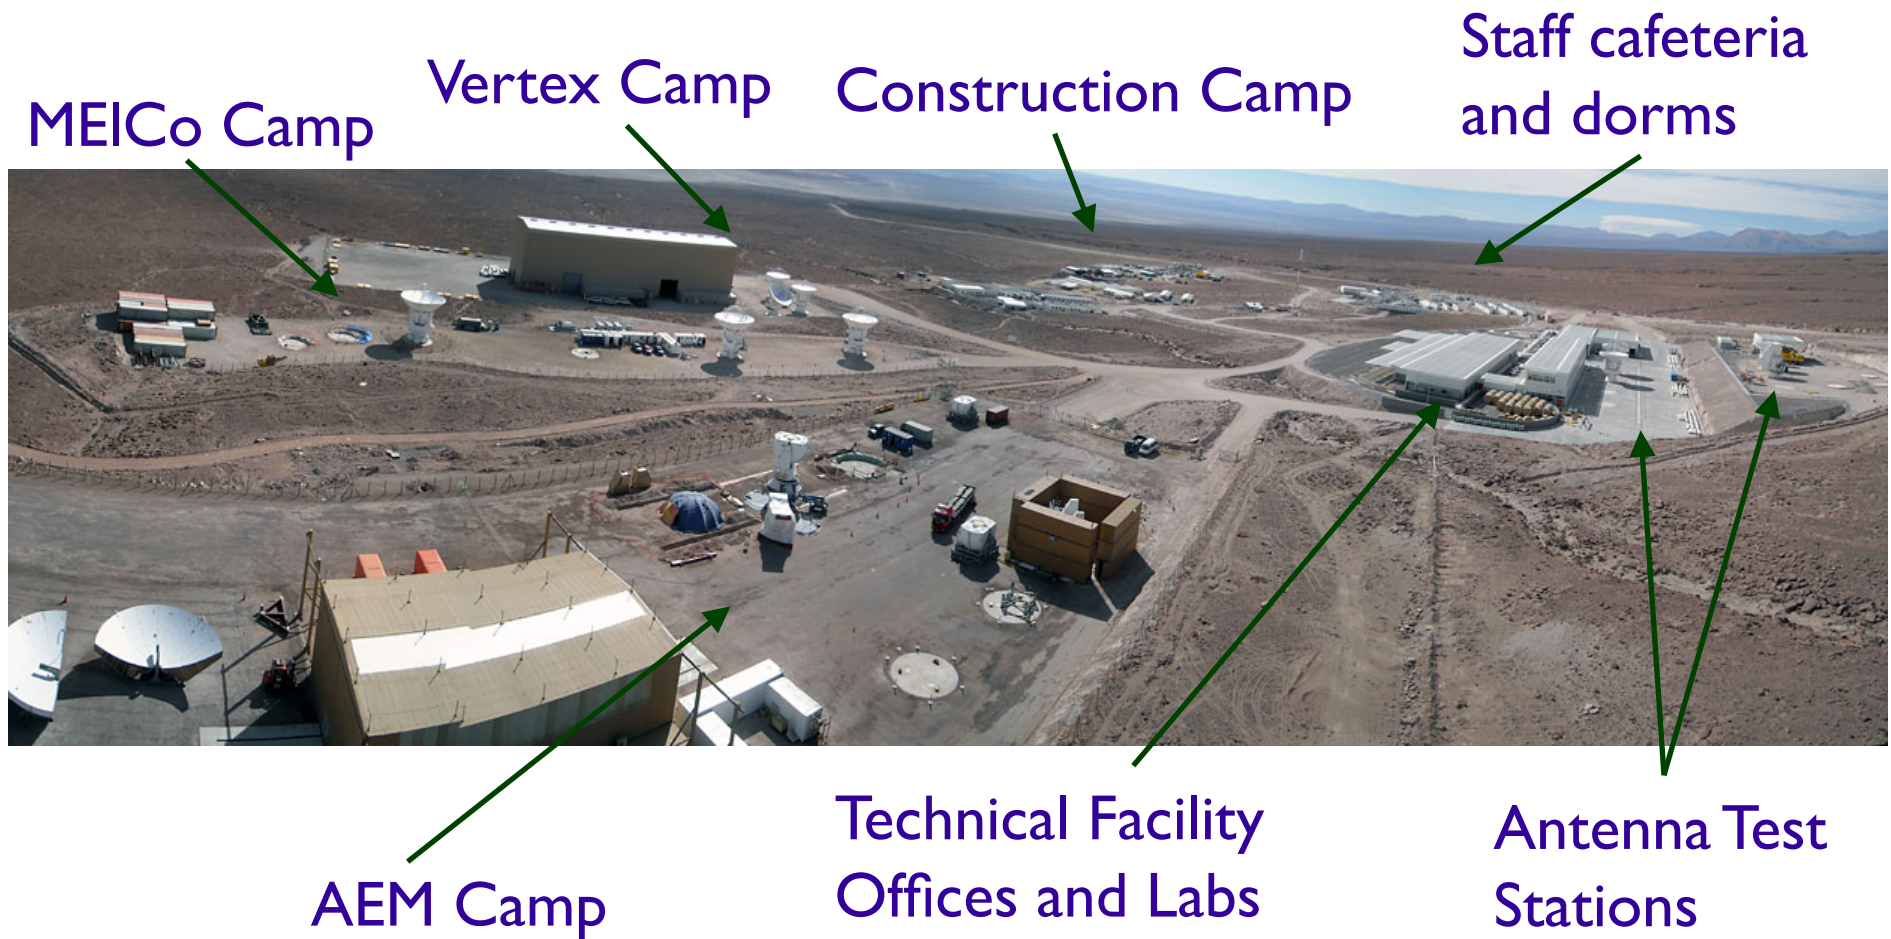 MEICo Camp
Vertex Camp
Construction Camp
Staff cafeteria
and dorms
AEM Camp
Technical Facility
Offices and Labs
Antenna Test
Stations